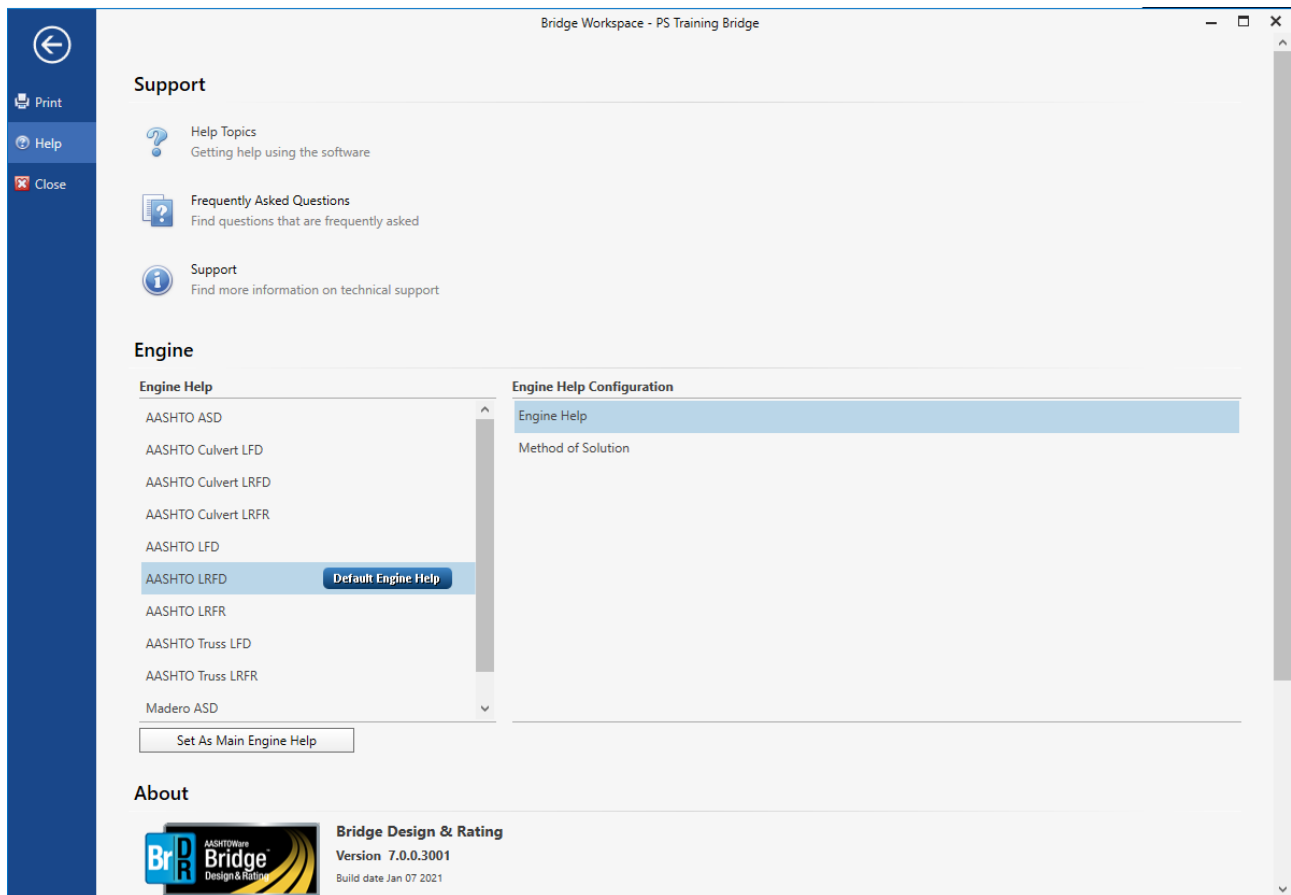 Bridge Workspace - PS Training Bridge
Print
Help
Close
Support
Help Topics
Getting help using the software
Frequently Asked Questions
Find questions that are frequently asked
Support
Find more information on technical support
Engine
Engine Help
AASHTO ASD
AASHTO Culvert LFD
AASHTO Culvert LRFD
AASHTO Culvert LRFR
AASHTO LFD
AASHTO LRFD Default Engine Help
AASHTO LRFR
AASHTO Truss LFD
AASHTO Truss LRFR
Madero ASD
Set As Main Engine Help
Engine Help Configuration
Engine Help
Method of Solution
About
BrDR
AASHTOWare
Bridge™
Design & Rating
Bridge Design & Rating
Version 7.0.0.3001
Build date Jan 07 2021